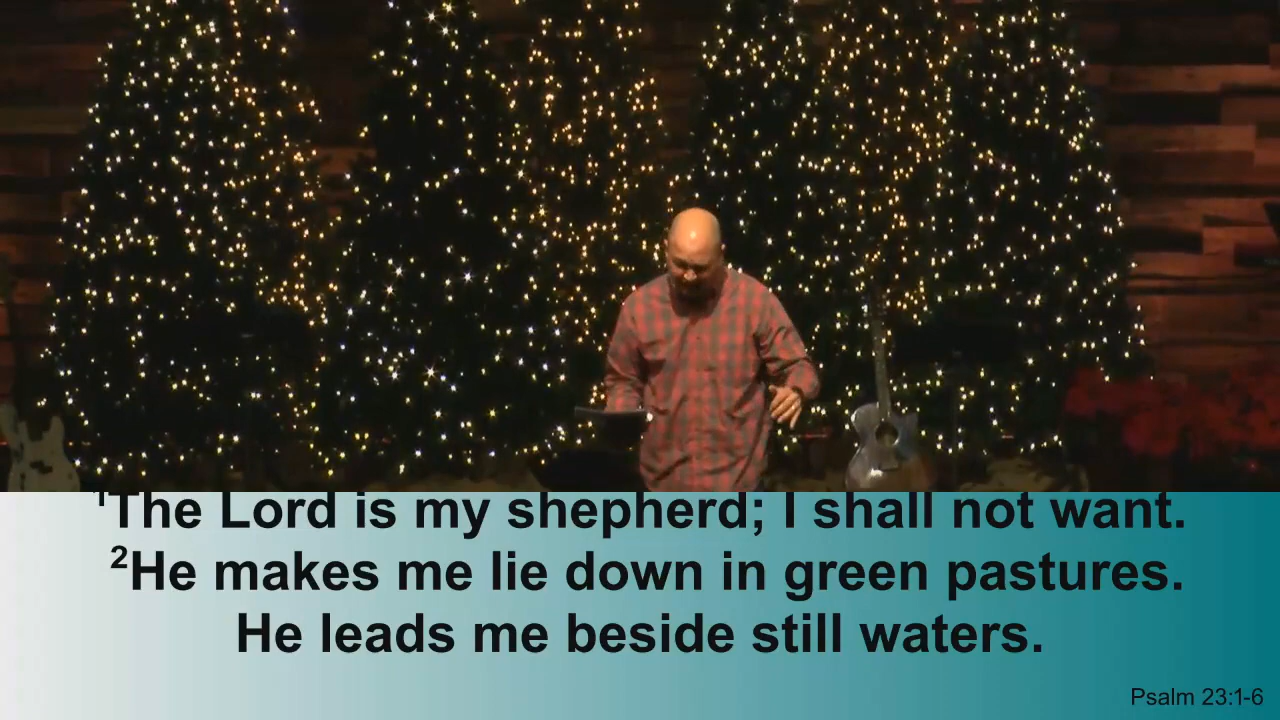 ¹The Lord is my shepherd; I shall not want.
²He makes me lie down in green pastures.
He leads me beside still waters.
Psalm 23:1-6